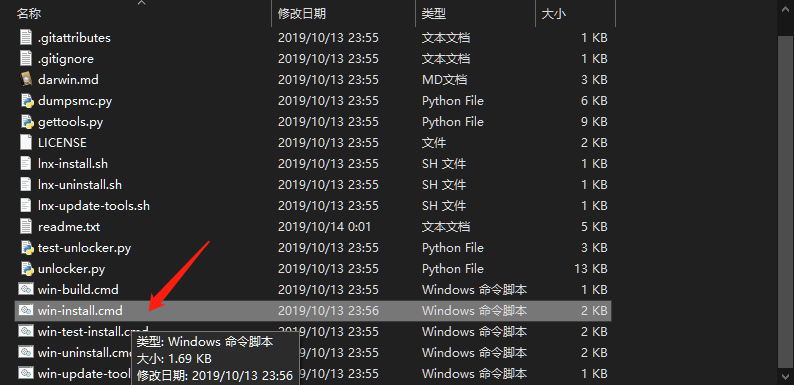 名称 修改日期 类型 大小
.gitattributes 2019/10/13 23:55 文本文档 1 KB
.gitignore 2019/10/13 23:55 文本文档 1 KB
darwin.md 2019/10/13 23:55 MD文档 3 KB
dumpsmc.py 2019/10/13 23:55 Python File 6 KB
gettools.py 2019/10/13 23:55 Python File 9 KB
LICENSE 2019/10/13 23:55 文件 2 KB
lnx-install.sh 2019/10/13 23:55 SH 文件 1 KB
lnx-uninstall.sh 2019/10/13 23:55 SH 文件 1 KB
lnx-update-tools.sh 2019/10/13 23:55 SH 文件 1 KB
readme.txt 2019/10/14 0:01 文本文档 5 KB
test-unlocker.py 2019/10/13 23:55 Python File 3 KB
unlocker.py 2019/10/13 23:55 Python File 13 KB
win-build.cmd 2019/10/13 23:55 Windows 命令脚本 1 KB
win-install.cmd 2019/10/13 23:56 Windows 命令脚本 2 KB
win-test-install.cmd 2019/10/13 23:55 Windows 命令脚本 2 KB
win-uninstall.cmd 23:55 Windows 命令脚本 2 KB
win-update-tool 23:55 Windows 命令脚本 2 KB
类型: Windows 命令脚本
大小: 1.69 KB
修改日期: 2019/10/13 23:56